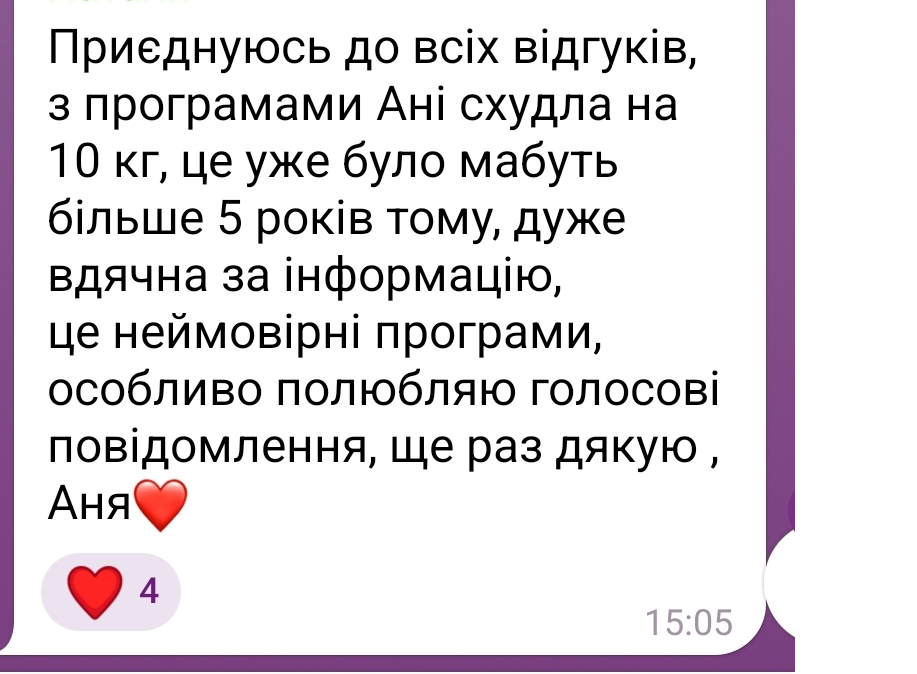 Приєднуюсь до всіх відгуків,
з програмами Ані схудла на
10 кг, це уже було мабуть
більше 5 років тому, дуже
вдячна за інформацію,
це неймовірні програми,
особливо полюбляю голосові
повідомлення, ще раз дякую ,
Аня❤️
❤️ 4
15:05